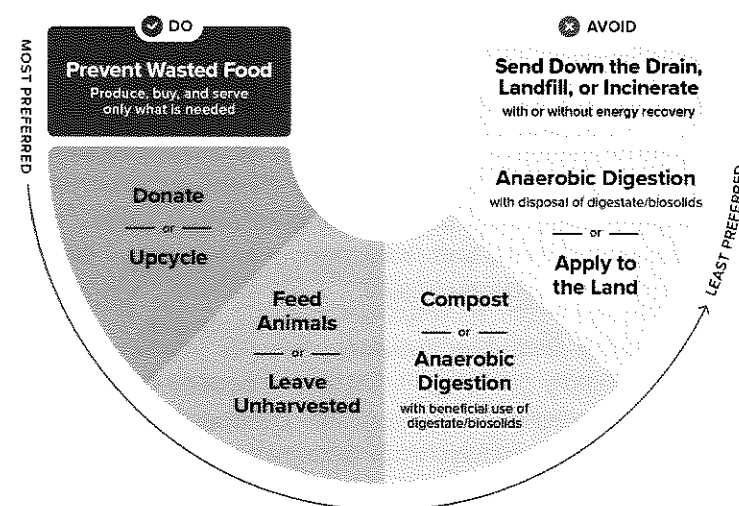 DO
Prevent Wasted Food
Produce, buy, and serve
only what is needed
MOST PREFERRED
Donate
or
Upcycle
Feed
Animals
or
Leave
Unharvested
Compost
or
Anaerobic
Digestion
with beneficial use of
digestate/biosolids
AVOID
Send Down the Drain,
Landfill, or Incinerate
with or without energy recovery
Anaerobic Digestion
with disposal of digestate/biosolids
or
Apply to
the Land
LEAST PREFERRED